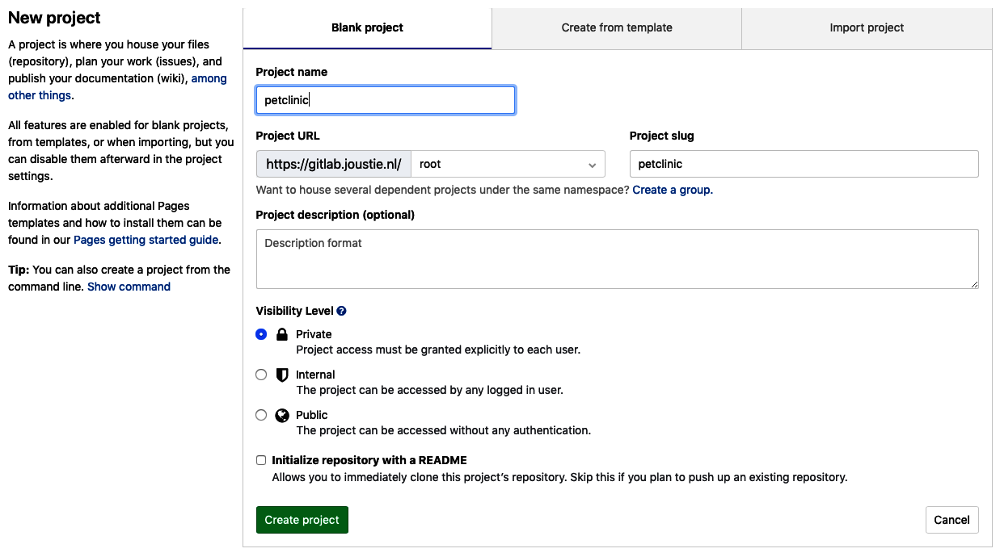 New project
A project is where you house your files
(repository), plan your work (issues), and
publish your documentation (wiki), among
other things.
All features are enabled for blank projects,
from templates, or when importing, but you
can disable them afterward in the project
settings.
Information about additional Pages
templates and how to install them can be
found in our Pages getting started guide.
Tip: You can also create a project from the
command line. Show command
Blank project
Create from template
Import project
Project name
petclinic
Project URL
https://gitlab.joustie.nl/ root
Project slug
petclinic
Want to house several dependent projects under the same namespace? Create a group.
Project description (optional)
Description format
Visibility Level
Private
Project access must be granted explicitly to each user.
Internal
The project can be accessed by any logged in user.
Public
The project can be accessed without any authentication.
Initialize repository with a README
Allows you to immediately clone this project's repository. Skip this if you plan to push up an existing repository.
Create project
Cancel